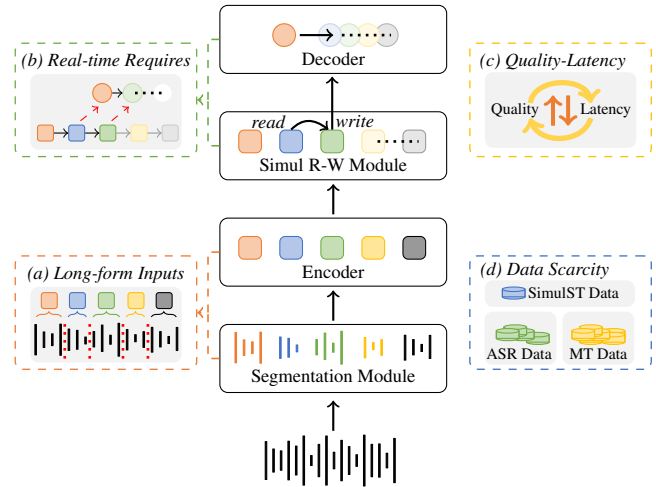 (b) Real-time Requires
Decoder
(c) Quality-Latency
Quality
Latency
read
write
Simul R-W Module
(a) Long-form Inputs
Encoder
(d) Data Scarcity
SimulST Data
ASR Data
MT Data
Segmentation Module